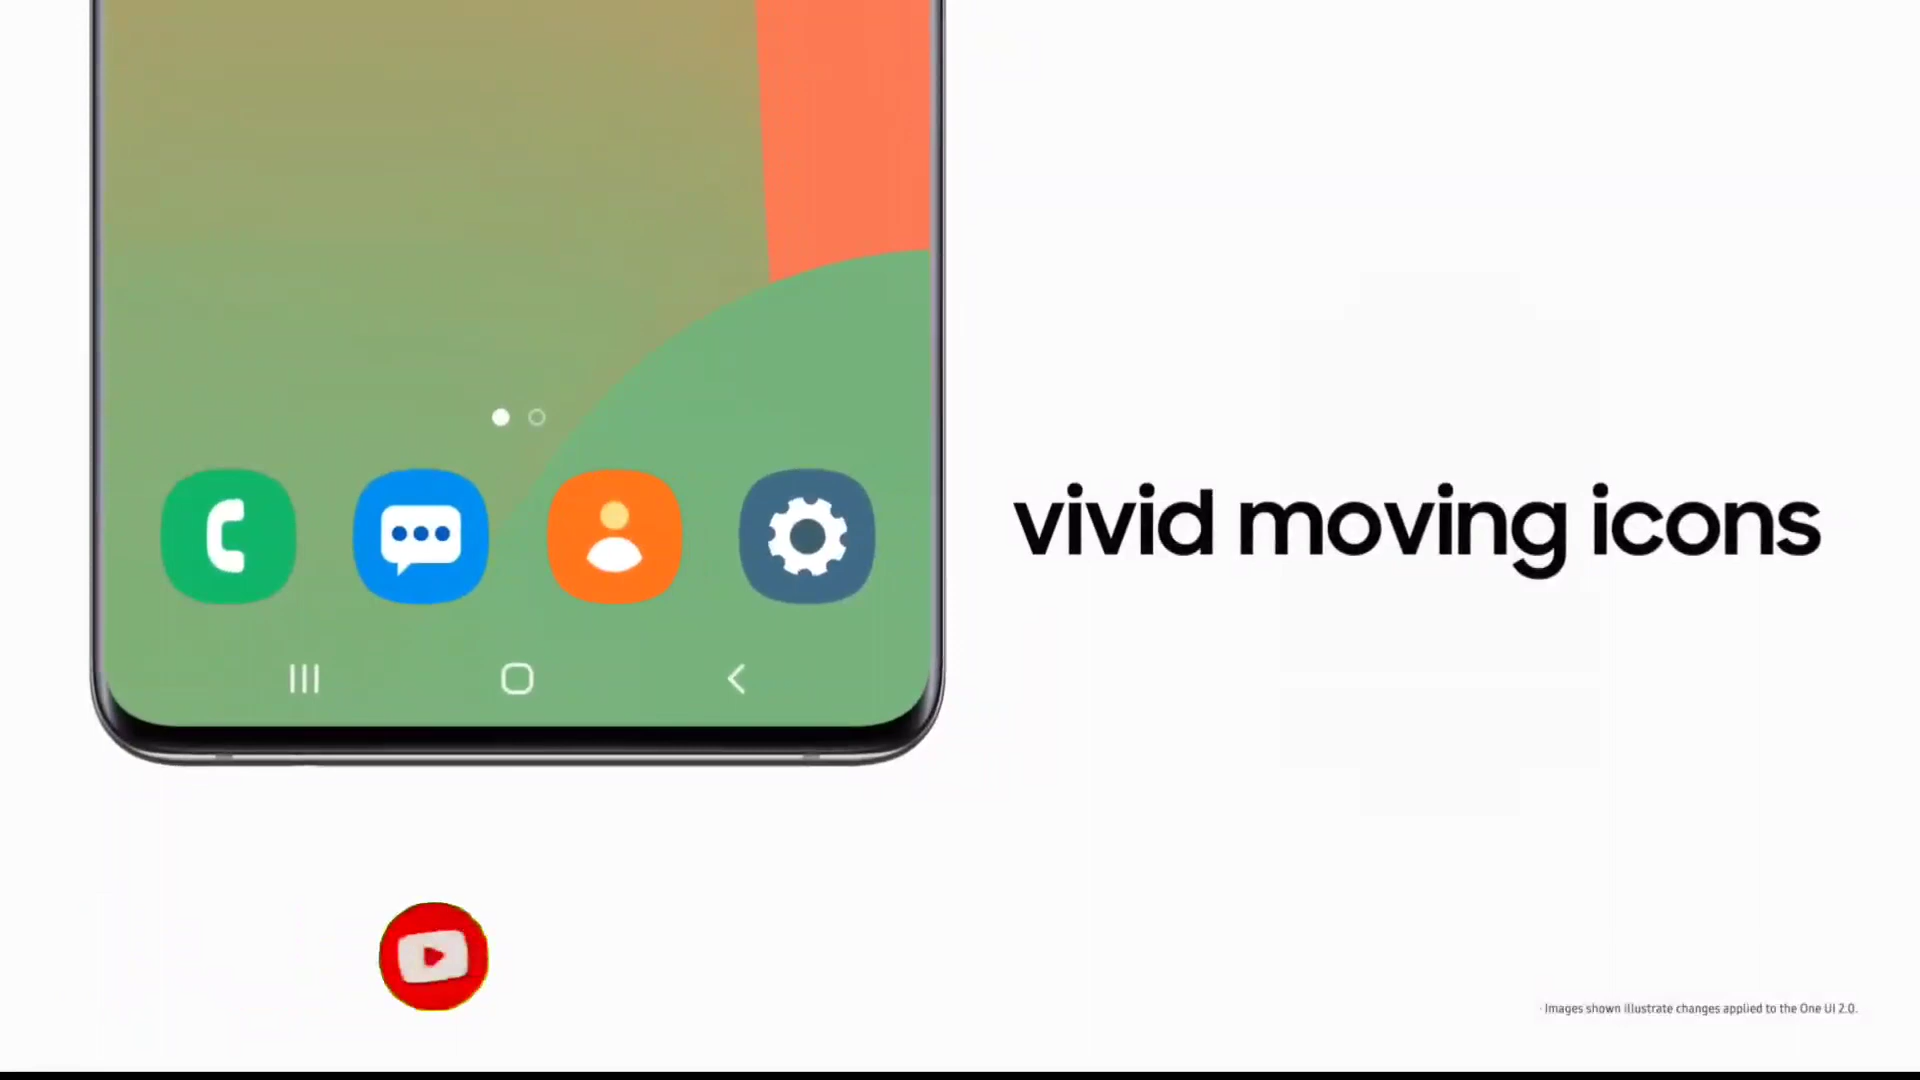 vivid moving icons
· Images shown illustrate changes applied to the One UI 2.0.